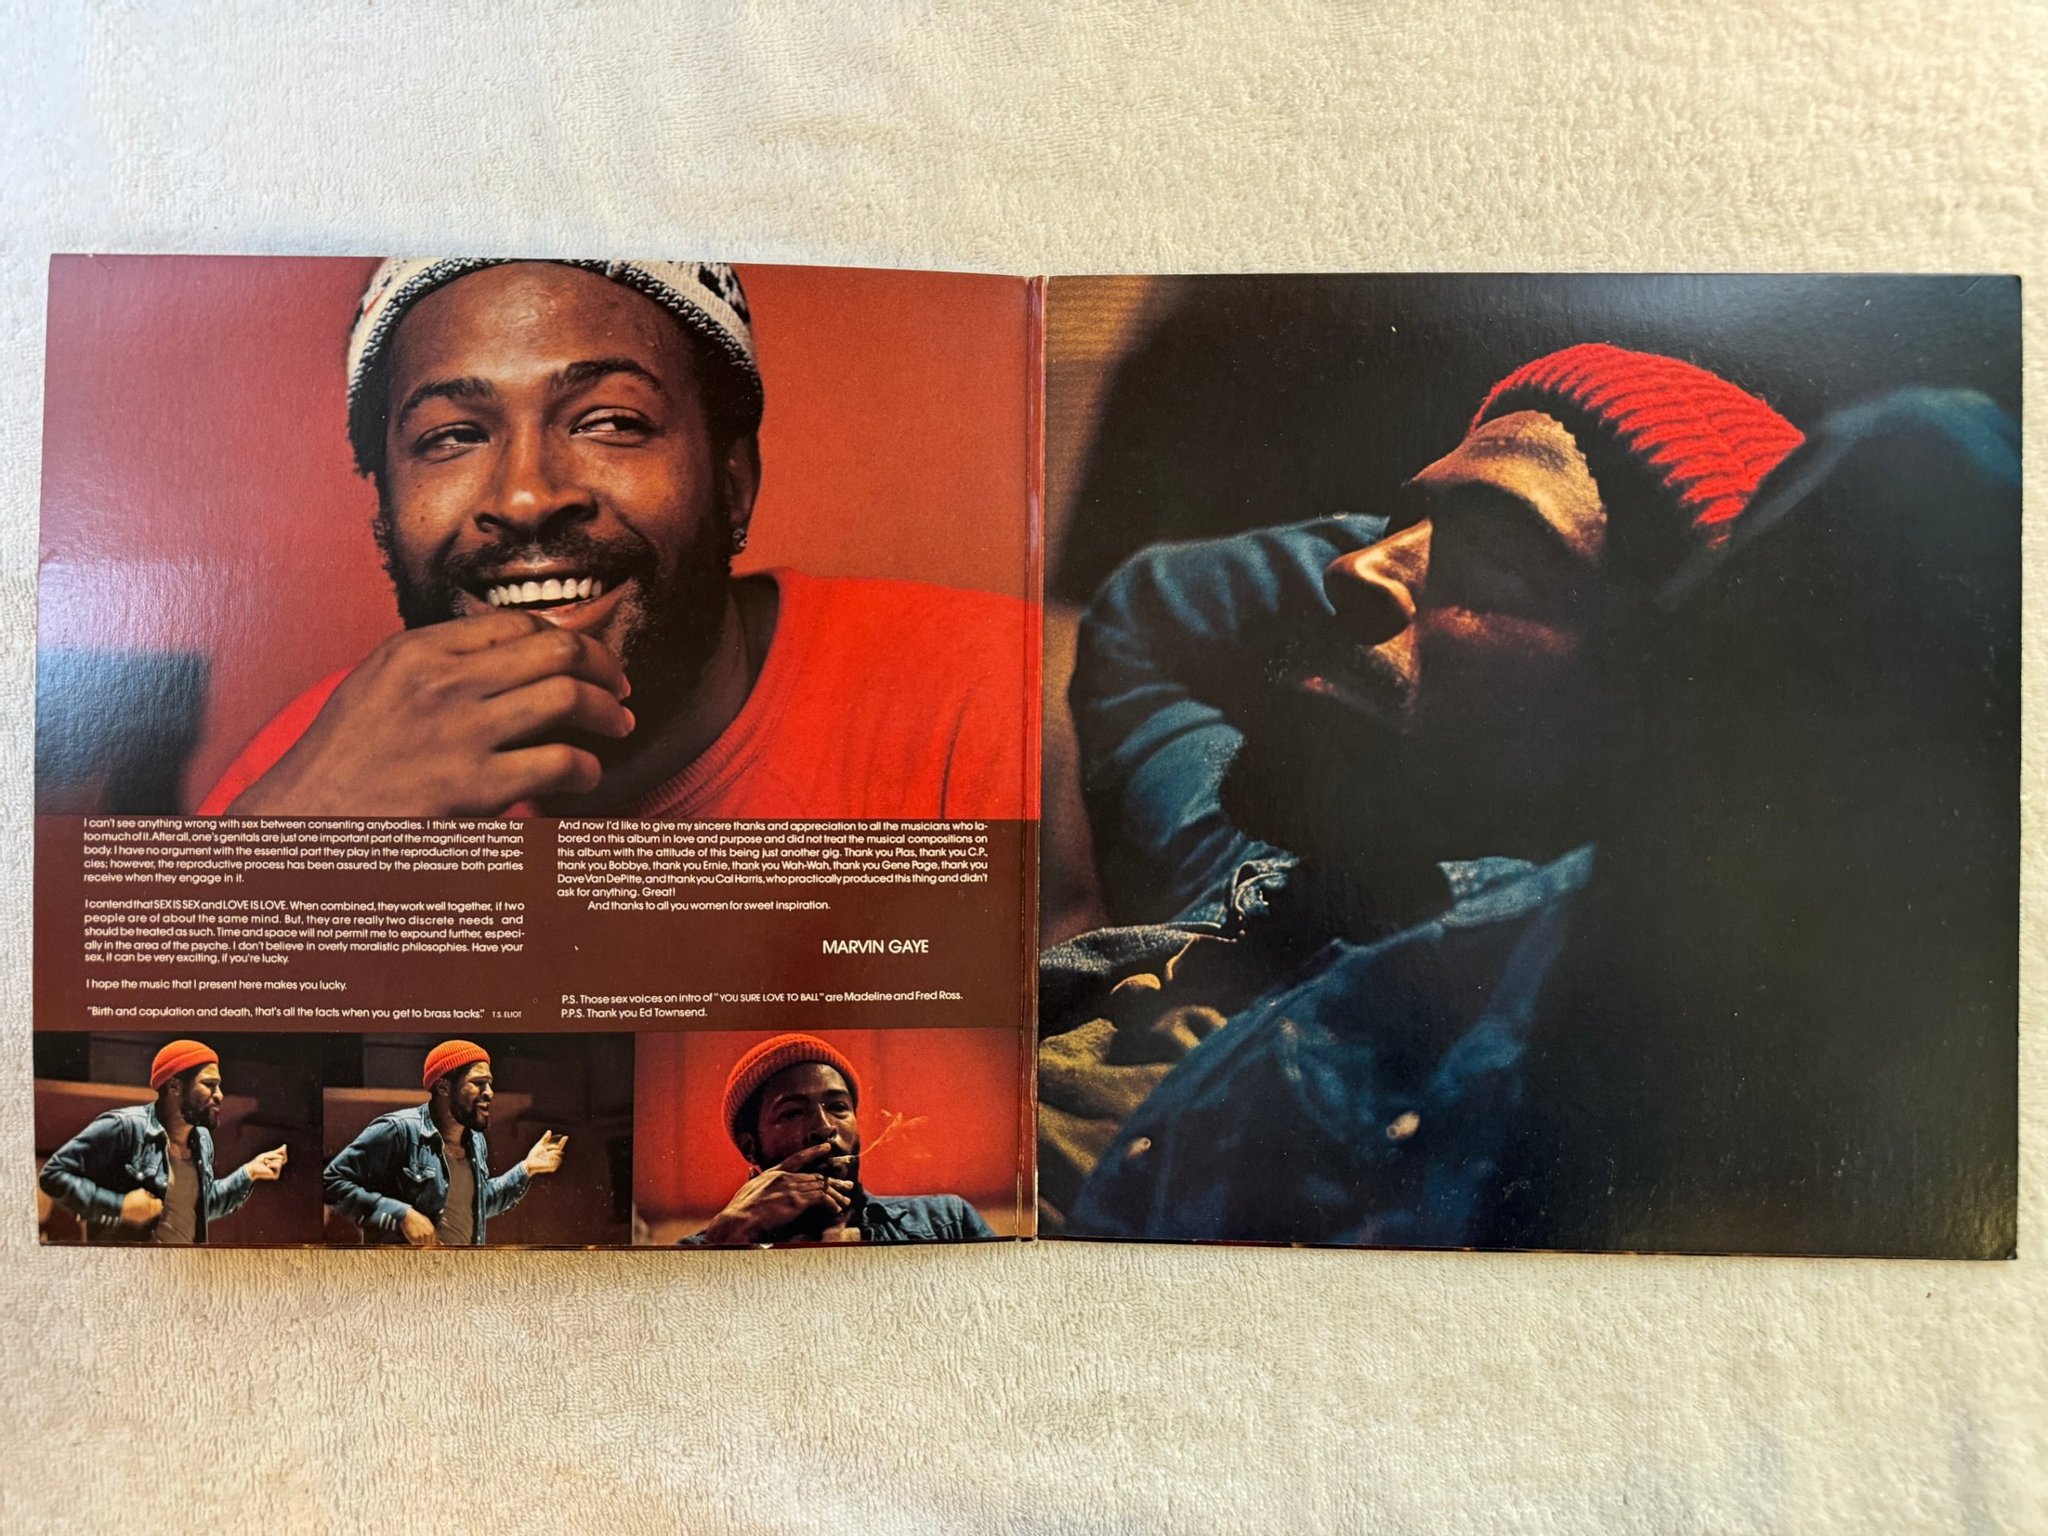 I can't see anything wrong with sex between consenting anybodies. I think we make far
too much of it. After all, one's genitals are just one important part of the magnificent human
body. I have no argument with the essential part they play in the reproduction of the spe-
cies; however, the reproductive process has been assured by the pleasure both parties
receive when they engage in it.
I contend that SEX IS SEX and LOVE IS LOVE. When combined, they work well together, if two
people are of about the same mind. But, they are really two discrete needs and
should be treated as such. Time and space will not permit me to expound further, especi-
ally in the area of the psyche. I don't believe in overly moralistic philosophies. Have your
sex, it can be very exciting, if you're lucky.
I hope the music that I present here makes you lucky.
"Birth and copulation and death, that's all the facts when you get to brass tacks." T.S. ELIOT
And now I'd like to give my sincere thanks and appreciation to all the musicians who la-
bored on this album in love and purpose and did not treat the musical compositions on
this album with the attitude of this being just another gig. Thank you Plas, thank you C.P.,
thank you Bobbye, thank you Ernie, thank you Wah-Wah, thank you Gene Page, thank you
Dave Van DePitte, and thank you Cal Harris, who practically produced this thing and didn't
ask for anything. Great!
And thanks to all you women for sweet inspiration.
MARVIN GAYE
P.S. Those sex voices on intro of "YOU SURE LOVE TO BALL" are Madeline and Fred Ross.
P.P.S. Thank you Ed Townsend.